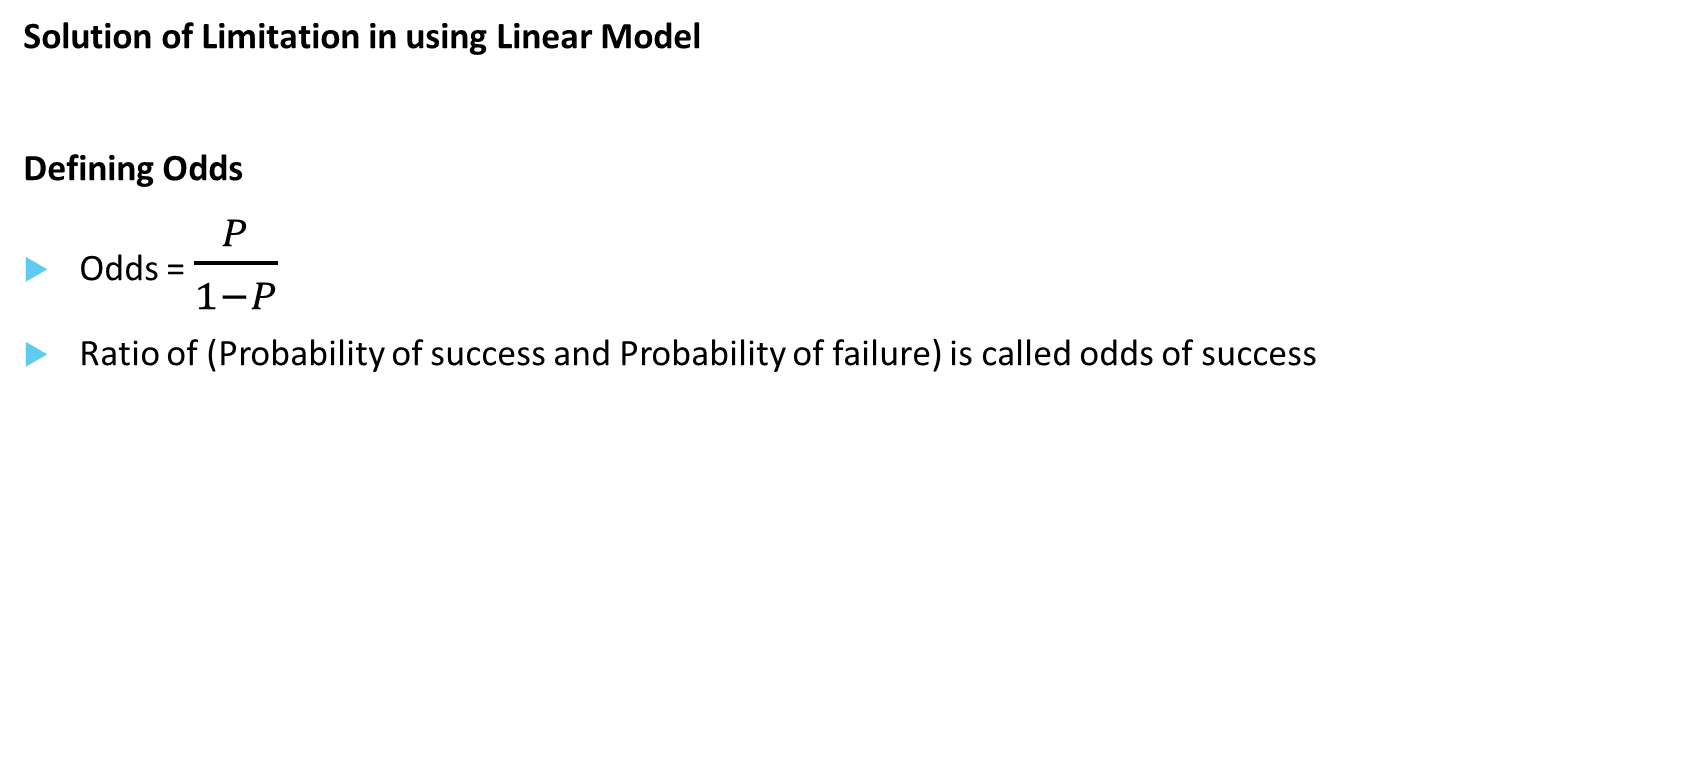 Solution of Limitation in using Linear Model
Defining Odds
Odds = P / 1−P
Ratio of (Probability of success and Probability of failure) is called odds of success